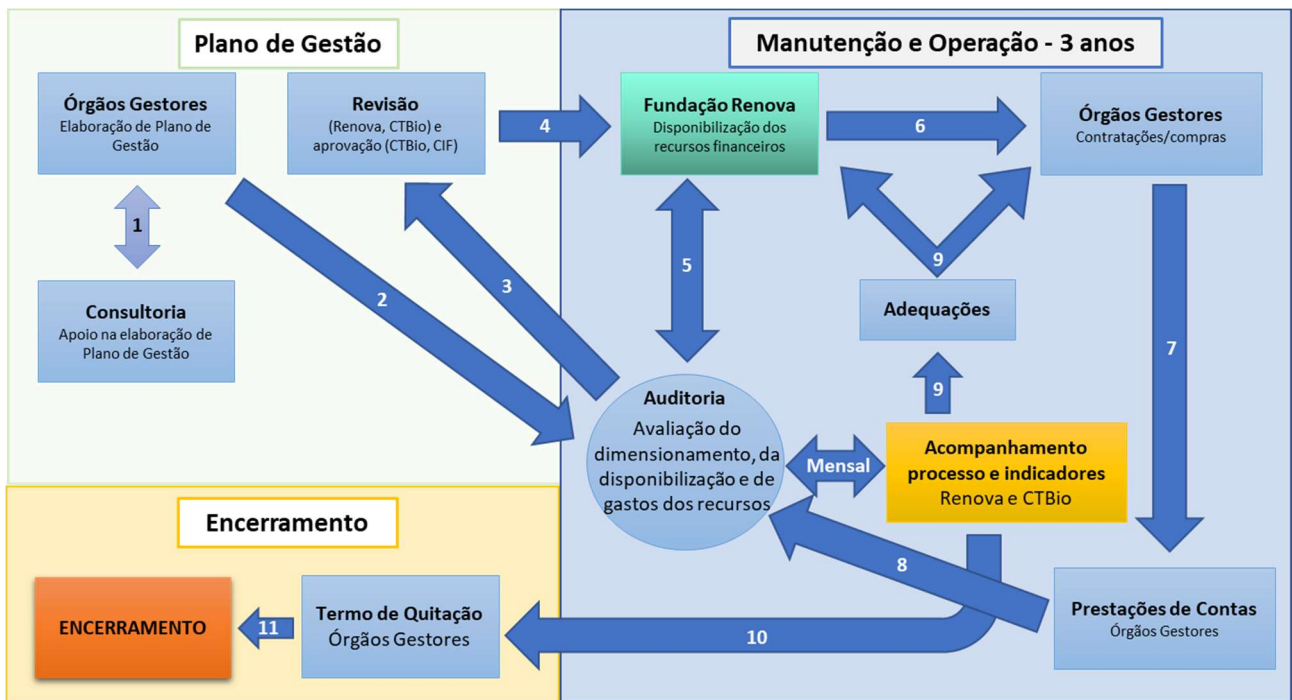 Plano de Gestão
Órgãos Gestores
Elaboração de Plano de
Gestão
1
Consultoria
Apoio na elaboração de
Plano de Gestão
Revisão
(Renova, CTBio) e
aprovação (CTBio, CIF)
2
3
4
Manutenção e Operação - 3 anos
Fundação Renova
Disponibilização dos
recursos financeiros
5
6
Órgãos Gestores
Contratações/compras
9
Adequações
9
7
Auditoria
Avaliação do
dimensionamento, da
disponibilização e de
gastos dos recursos
Mensal
Acompanhamento
processo e indicadores
Renova e CTBio
8
Prestações de Contas
Órgãos Gestores
10
Encerramento
Termo de Quitação
Órgãos Gestores
11
ENCERRAMENTO